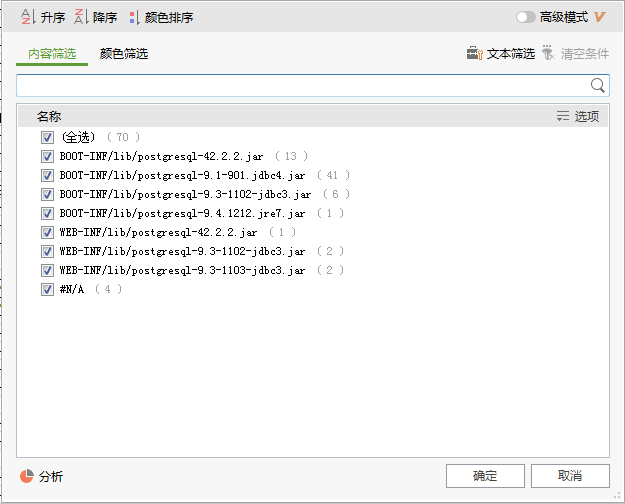 升序 降序 颜色排序 高级模式
内容筛选 颜色筛选 文本筛选 清空条件
名称 选项
(全选) ( 70 )
BOOT-INF/lib/postgresql-42.2.2.jar ( 13 )
BOOT-INF/lib/postgresql-9.1-901.jdbc4.jar ( 41 )
BOOT-INF/lib/postgresql-9.3-1102-jdbc3.jar ( 6 )
BOOT-INF/lib/postgresql-9.4.1212.jre7.jar ( 1 )
WEB-INF/lib/postgresql-42.2.2.jar ( 1 )
WEB-INF/lib/postgresql-9.3-1102-jdbc3.jar ( 2 )
WEB-INF/lib/postgresql-9.3-1103-jdbc3.jar ( 2 )
#N/A ( 4 )
分析 确定 取消